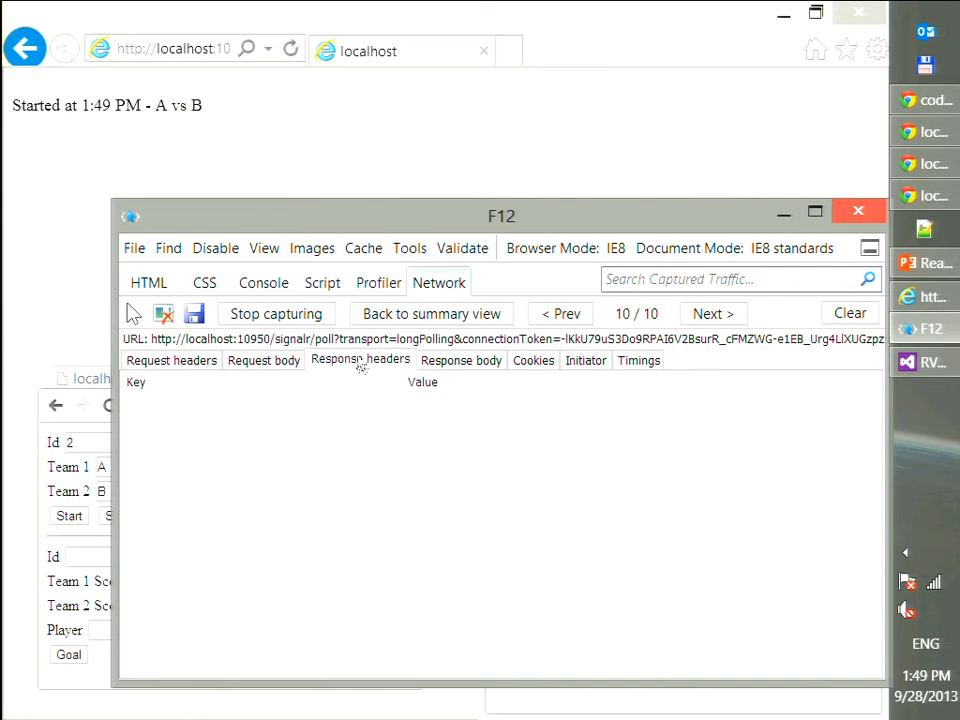 http://localhost:10
localhost
Started at 1:49 PM - A vs B
F12
File Find Disable View Images Cache Tools Validate Browser Mode: IE8 Document Mode: IE8 standards
HTML CSS Console Script Profiler Network Search Captured Traffic...
Stop capturing Back to summary view < Prev 10 / 10 Next > Clear
URL: http://localhost:10950/signalr/poll?transport=longPolling&connectionToken=-lKkU79uS3Do9RPAI6V2BsurR_cFMZWG-e1EB_Urg4LlXUGzpz
Request headers Request body Response headers Response body Cookies Initiator Timings
Key Value
localh
Id 2
Team 1 A
Team 2 B
Start S
Id
Team 1 Sc
Team 2 Sc
Player
Goal
cod...
loc...
loc...
loc...
Rea...
htt...
F12
RV...
ENG
1:49 PM
9/28/2013